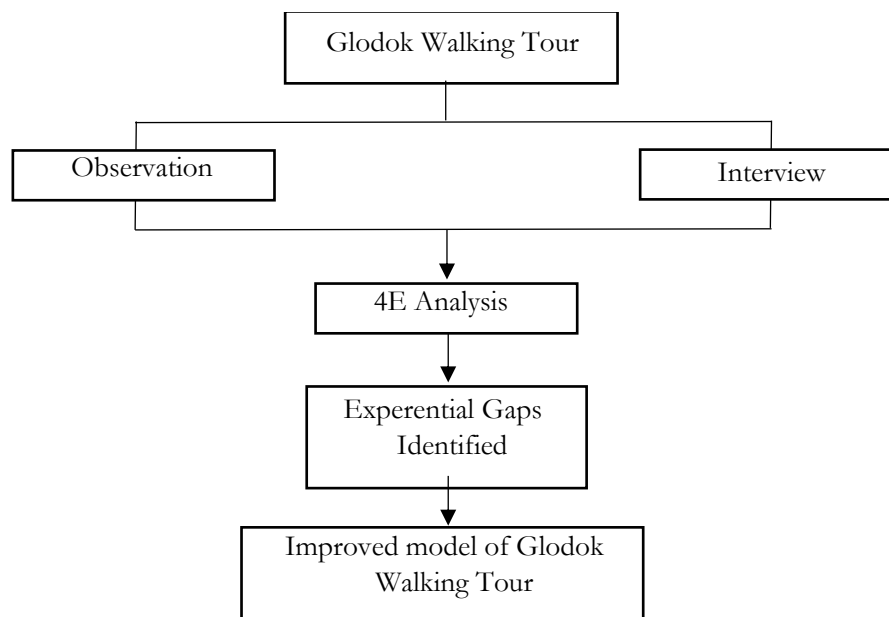 Glodok Walking Tour
Observation
Interview
4E Analysis
Experential Gaps
Identified
Improved model of Glodok
Walking Tour